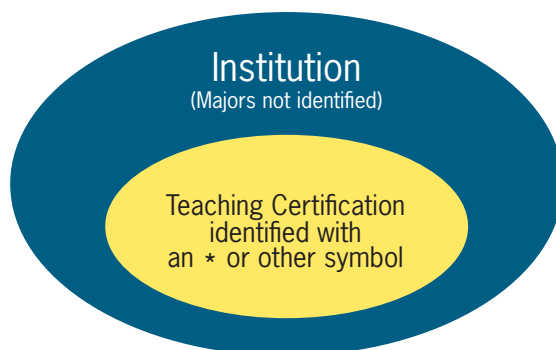 Institution
(Majors not identified)
Teaching Certification
identified with
an * or other symbol